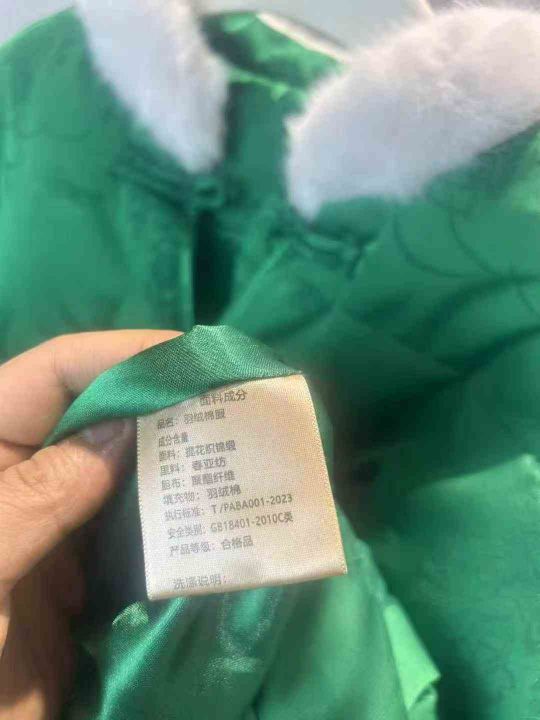 面料成分
品名：羽绒棉服
成分含量
面料：提花织锦缎
里料：春亚纺
胆布：聚酯纤维
填充物：羽绒棉
执行标准：T/PABA001-2023
安全类别：GB18401-2010C类
产品等级：合格品
洗涤说明：